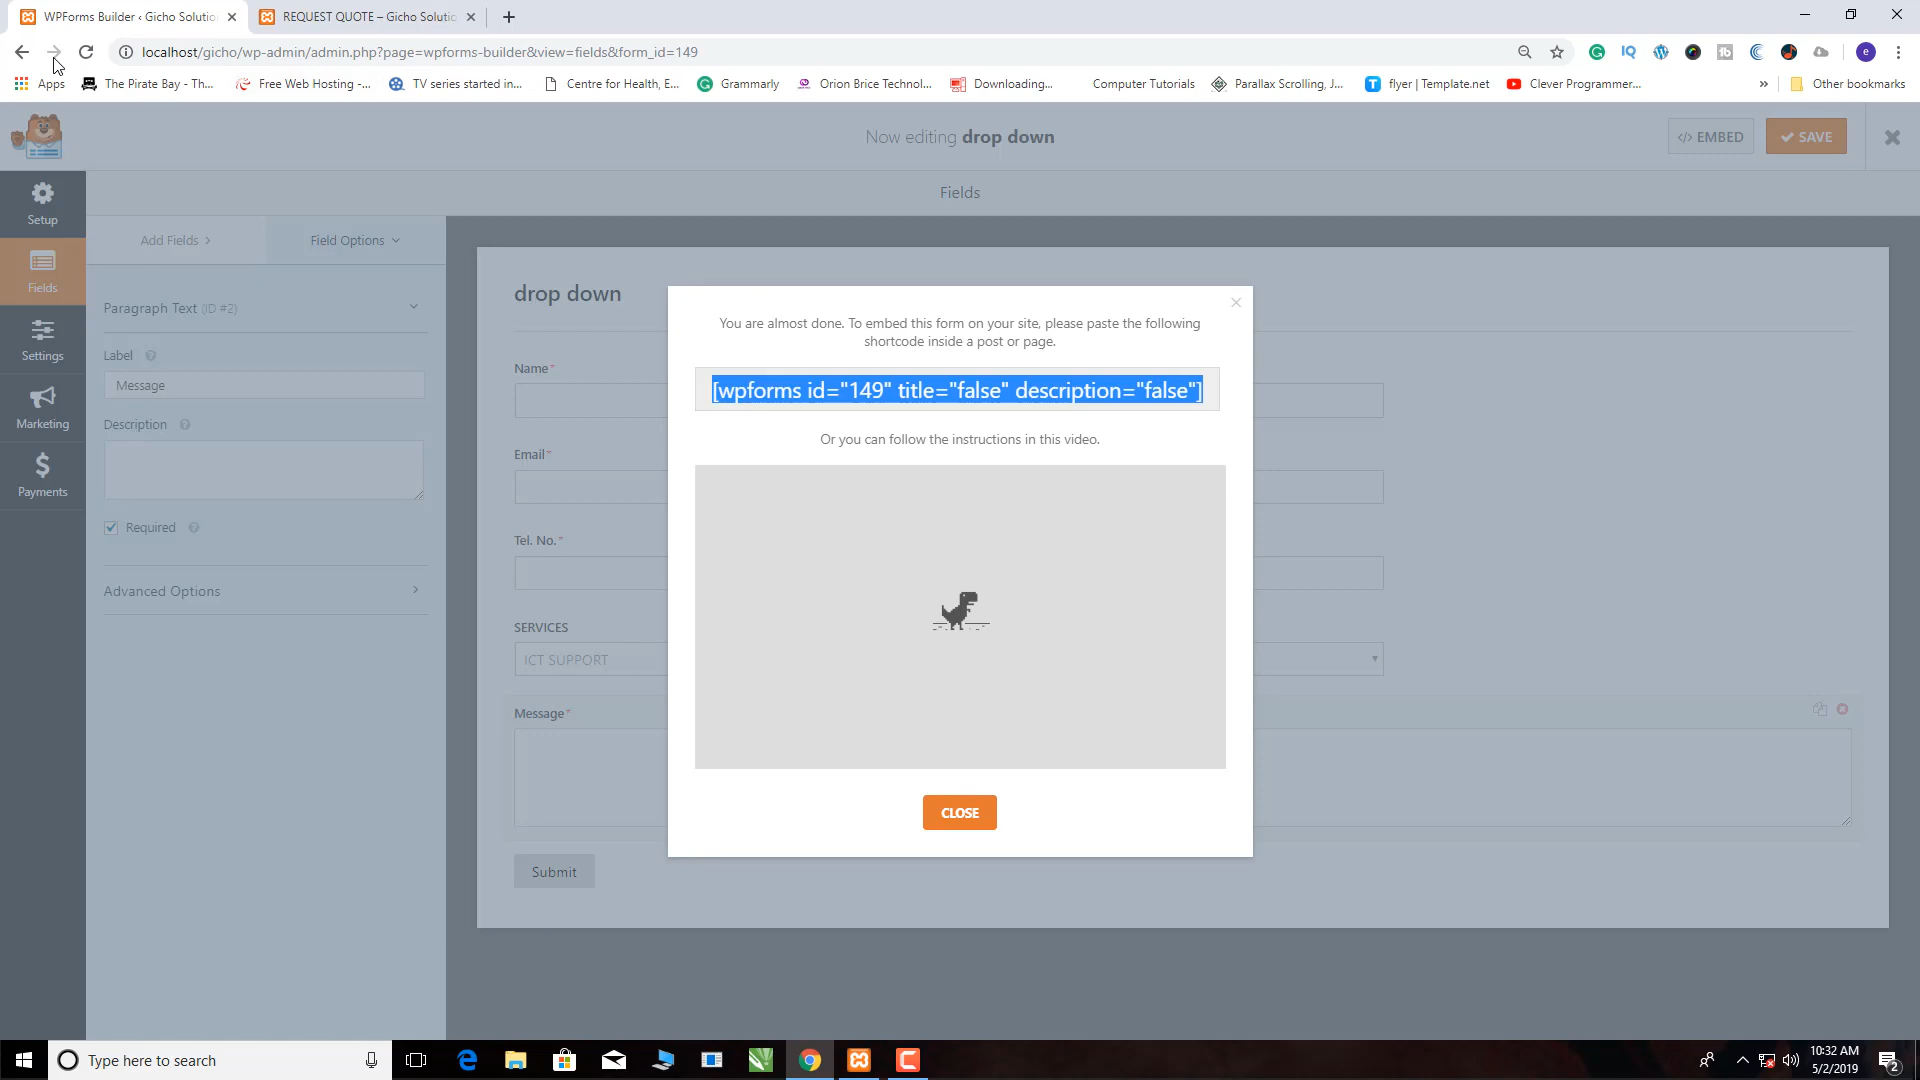 WPForms Builder ‹ Gicho Solutio
REQUEST QUOTE – Gicho Solutio
localhost/gicho/wp-admin/admin.php?page=wpforms-builder&view=fields&form_id=149
e
Apps
The Pirate Bay - Th...
Free Web Hosting -...
TV series started in...
Centre for Health, E...
Grammarly
Orion Brice Technol...
Downloading...
Computer Tutorials
Parallax Scrolling, J...
flyer | Template.net
Clever Programmer...
»
Other bookmarks
Now editing drop down
</> EMBED
SAVE
Fields
Setup
Fields
Settings
Marketing
Payments
Add Fields
Field Options
Paragraph Text (ID #2)
Label
Message
Description
Required
Advanced Options
drop down
Name*
Email*
Tel. No.*
SERVICES
ICT SUPPORT
Message*
Submit
You are almost done. To embed this form on your site, please paste the following
shortcode inside a post or page.
[wpforms id="149" title="false" description="false"]
Or you can follow the instructions in this video.
CLOSE
Type here to search
10:32 AM
5/2/2019
2